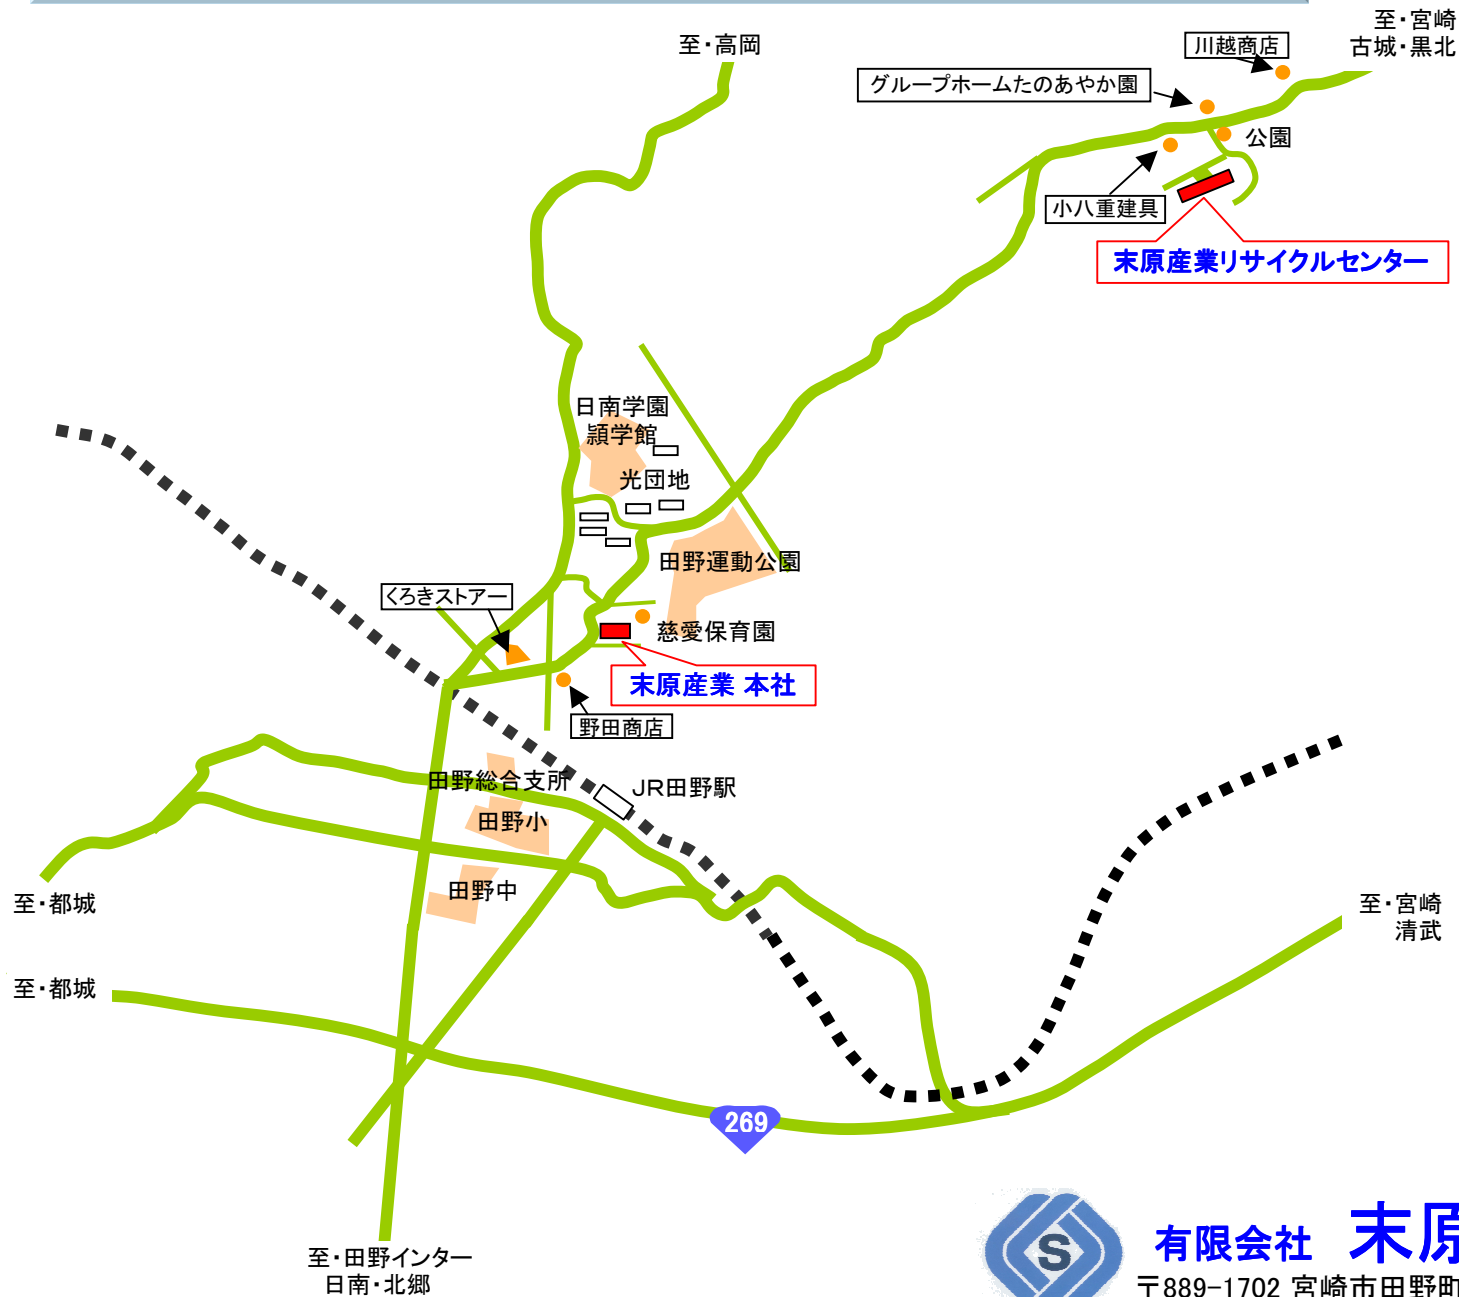 至・宮崎
古城・黒北
川越商店
至・高岡
グループホームたのあやか園
公園
小八重建具
末原産業リサイクルセンター
日南学園
頴学館
光団地
田野運動公園
くろきストアー
慈愛保育園
末原産業 本社
野田商店
田野総合支所
JR田野駅
田野小
田野中
至・都城
至・宮崎
清武
至・都城
269
至・田野インター
日南・北郷
S
有限会社 末原
〒889-1702 宮崎市田野町